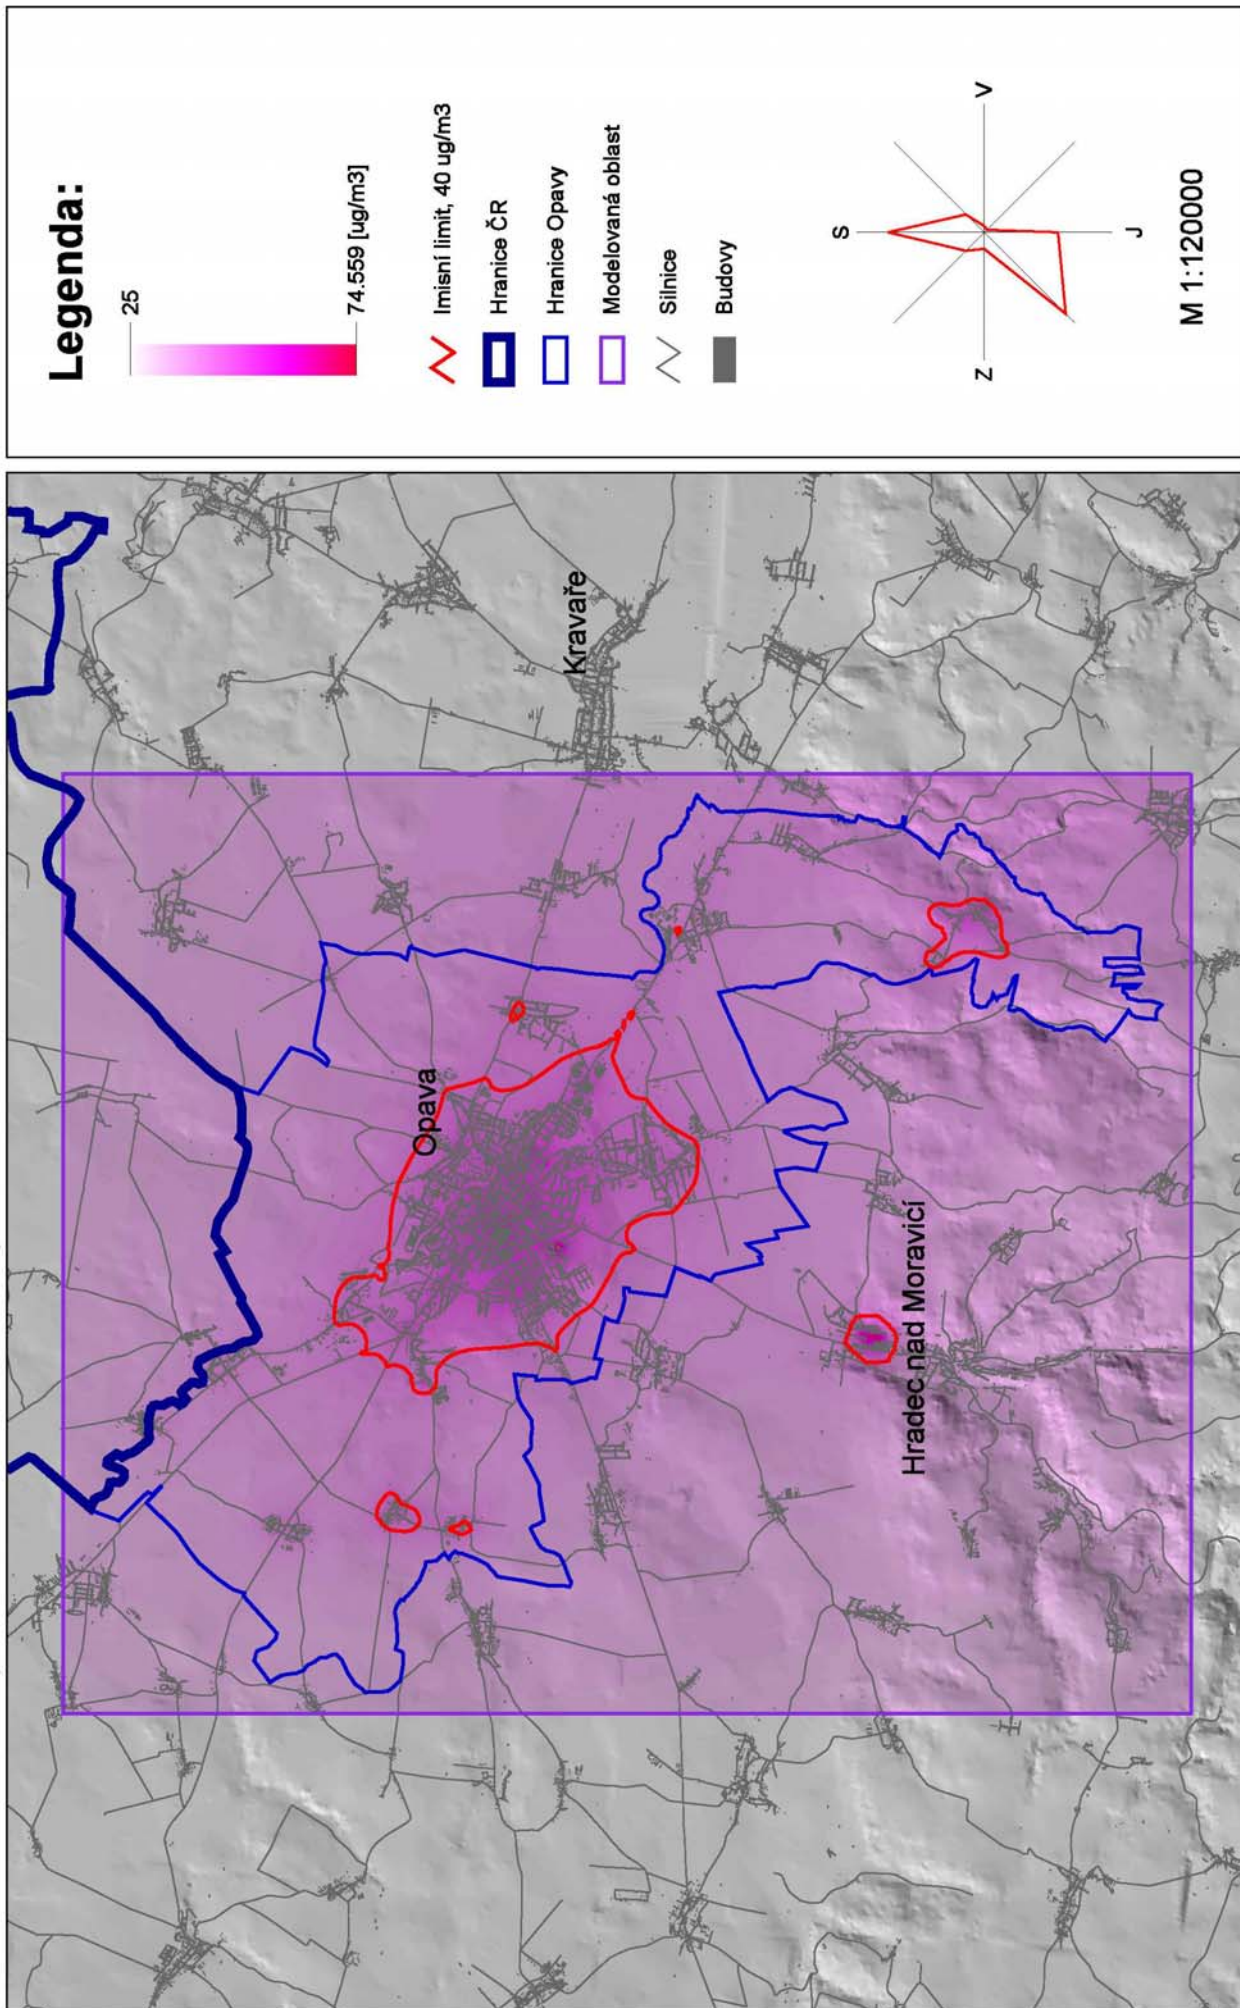 Legenda:
25
74.559 [ug/m3]
Imisní limit, 40 ug/m3
Hranice ČR
Hranice Opavy
Modelovaná oblast
Silnice
Budovy
S
V
Z
J
M 1:120000
Opava
Kravaře
Hradec nad Moravicí